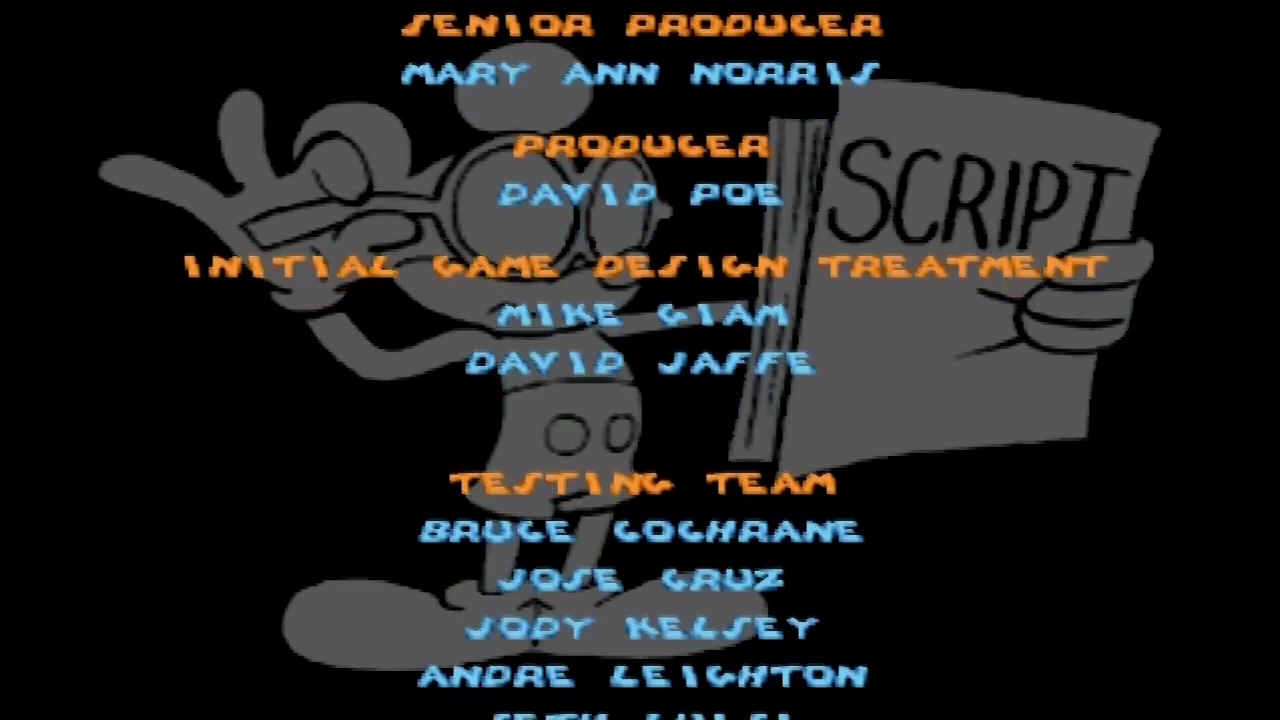 SENIOR PRODUCER
MARY ANN NORRIS
PRODUCER
DAVID POE
SCRIPT
INITIAL GAME DESIGN TREATMENT
MIKE GIAM
DAVID JAFFE
TESTING TEAM
BRUCE COCHRANE
JOSE CRUZ
JODY KELSEY
ANDRE LEIGHTON